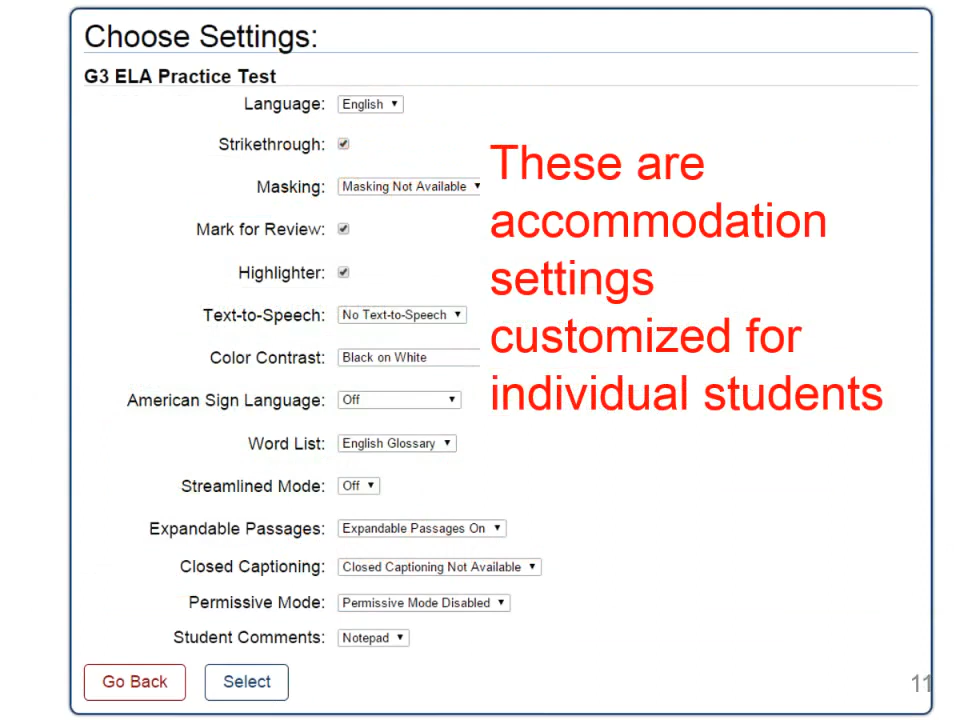 Choose Settings:
G3 ELA Practice Test
Language: English
Strikethrough:
Masking: Masking Not Available
Mark for Review:
Highlighter:
Text-to-Speech: No Text-to-Speech
Color Contrast: Black on White
American Sign Language: Off
Word List: English Glossary
Streamlined Mode: Off
Expandable Passages: Expandable Passages On
Closed Captioning: Closed Captioning Not Available
Permissive Mode: Permissive Mode Disabled
Student Comments: Notepad
These are
accommodation
settings
customized for
individual students
Go Back Select
11